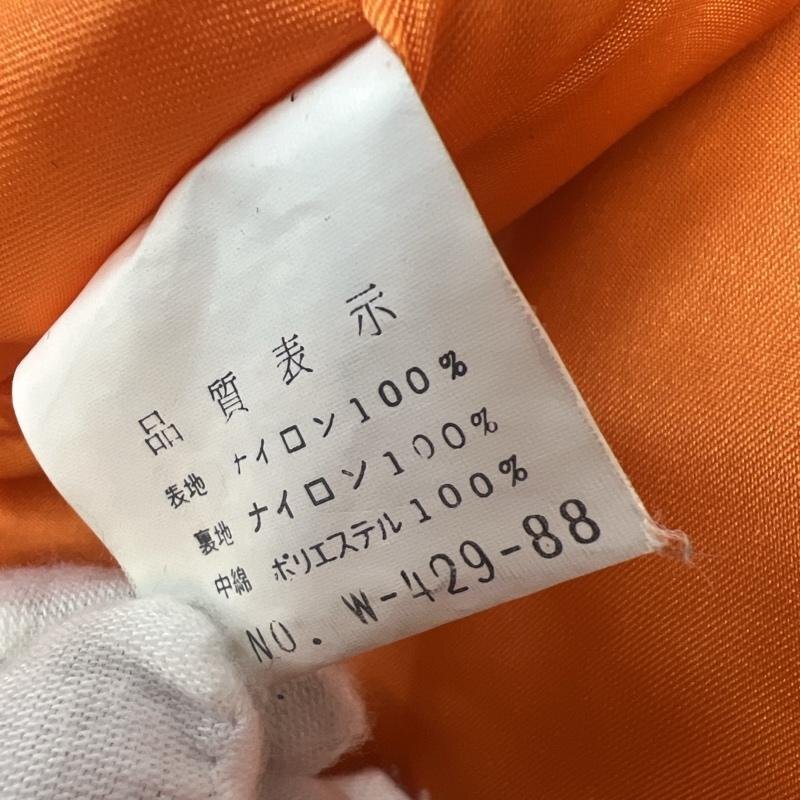 品質表示
表地 ナイロン100%
裏地 ナイロン100%
中綿 ポリエステル100%
NO. W-429-88